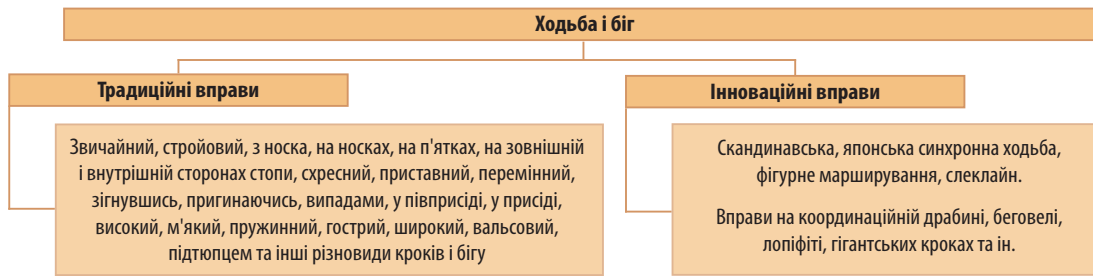 Ходьба і біг
Традиційні вправи
Інноваційні вправи
Звичайний, стройовий, з носка, на носках, на п'ятках, на зовнішній
і внутрішній сторонах стопи, схресний, приставний, перемінний,
зігнувшись, пригинаючись, випадами, у півприсіді, у присіді,
високий, м'який, пружинний, гострий, широкий, вальсовий,
підтюпцем та інші різновиди кроків і бігу
Скандинавська, японська синхронна ходьба,
фігурне марширування, слеклайн.
Вправи на координаційній драбині, беговелі,
лопіфіті, гігантських кроках та ін.